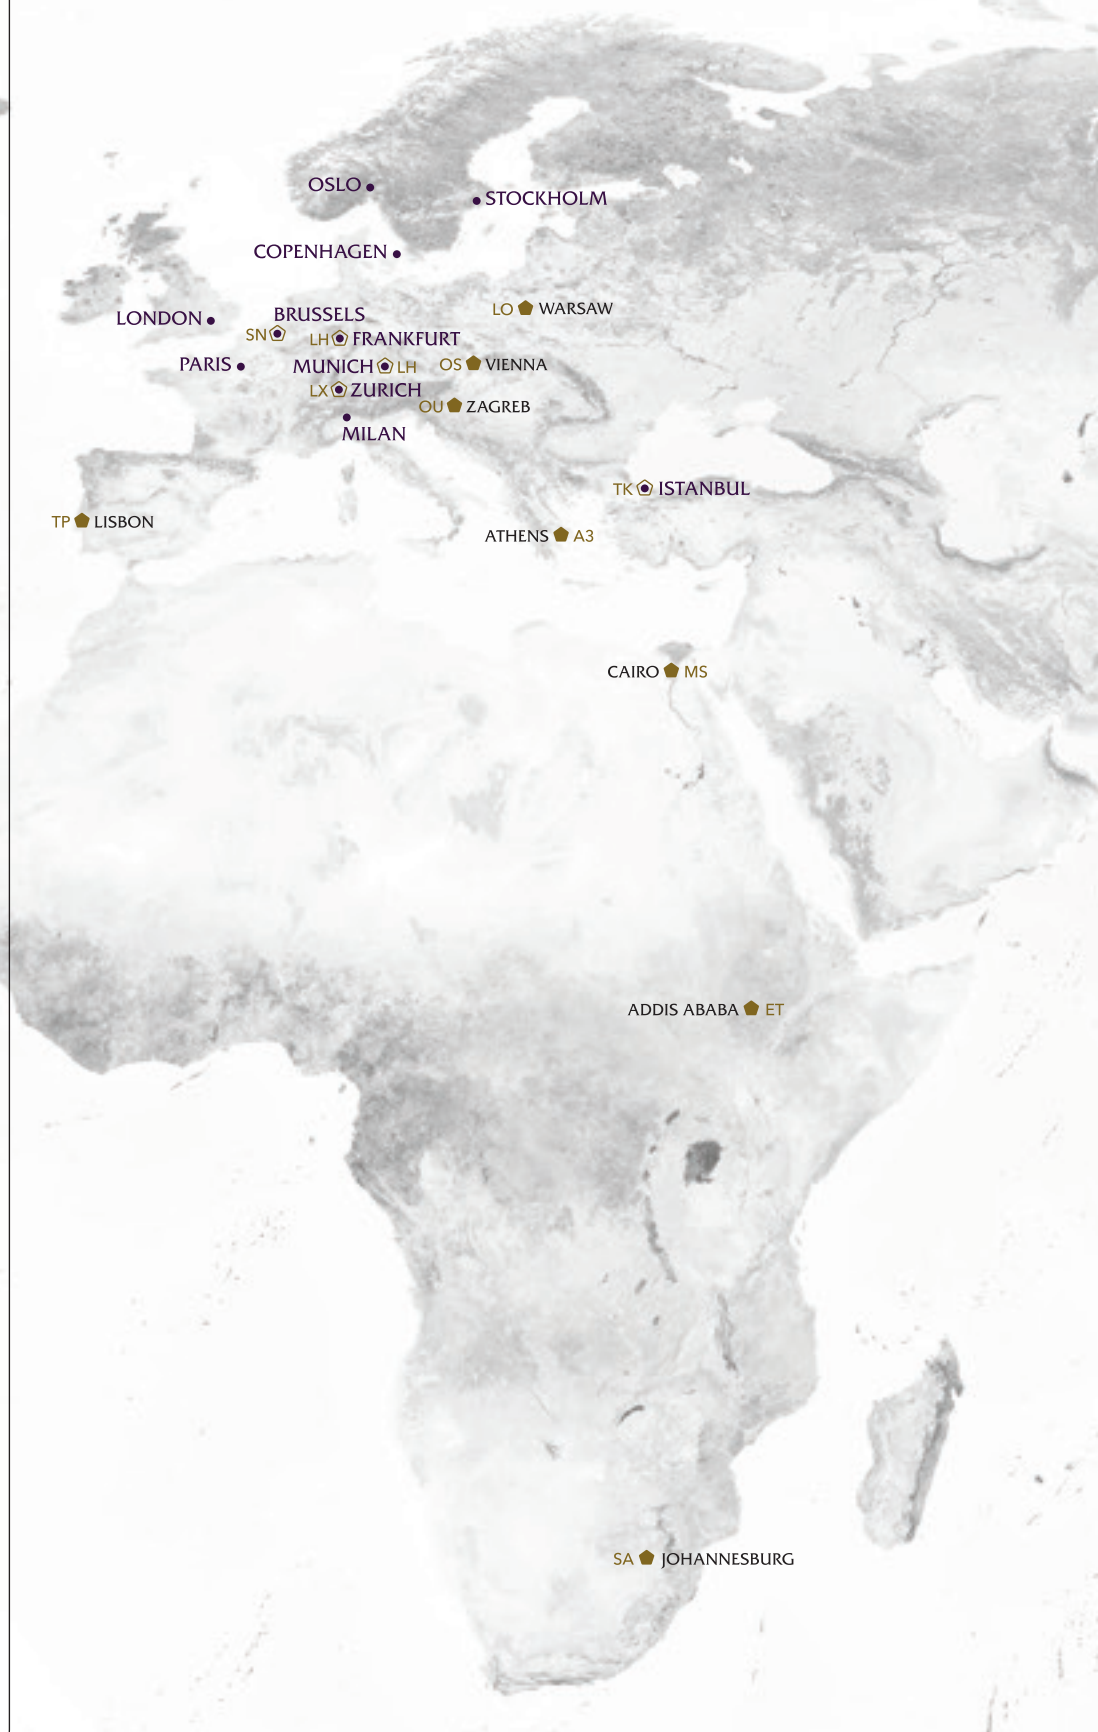 OSLO
STOCKHOLM
COPENHAGEN
LO WARSAW
BRUSSELS
LONDON
SN
LH FRANKFURT
PARIS
MUNICH LH
OS VIENNA
LX ZURICH
OU ZAGREB
MILAN
TK ISTANBUL
TP LISBON
ATHENS A3
CAIRO MS
ADDIS ABABA ET
SA JOHANNESBURG